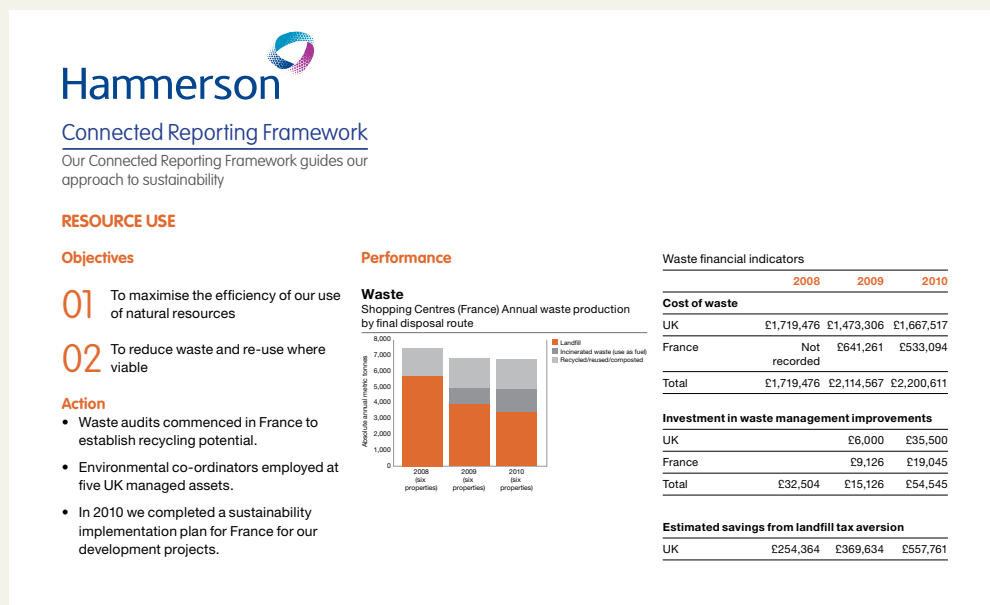 Hammerson
Connected Reporting Framework
Our Connected Reporting Framework guides our
approach to sustainability
RESOURCE USE
Objectives
01 To maximise the efficiency of our use
of natural resources
02 To reduce waste and re-use where
viable
Action
• Waste audits commenced in France to
establish recycling potential.
• Environmental co-ordinators employed at
five UK managed assets.
• In 2010 we completed a sustainability
implementation plan for France for our
development projects.
Performance
Waste
Shopping Centres (France) Annual waste production
by final disposal route
Absolute annual metric tonnes
8,000
7,000
6,000
5,000
4,000
3,000
2,000
1,000
0
2008
(six
properties)
2009
(six
properties)
2010
(six
properties)
Landfill
Incinerated waste (use as fuel)
Recycled/reused/composted
Waste financial indicators
2008 2009 2010
Cost of waste
UK £1,719,476 £1,473,306 £1,667,517
France Not £641,261 £533,094
recorded
Total £1,719,476 £2,114,567 £2,200,611
Investment in waste management improvements
UK £6,000 £35,500
France £9,126 £19,045
Total £32,504 £15,126 £54,545
Estimated savings from landfill tax aversion
UK £254,364 £369,634 £557,761